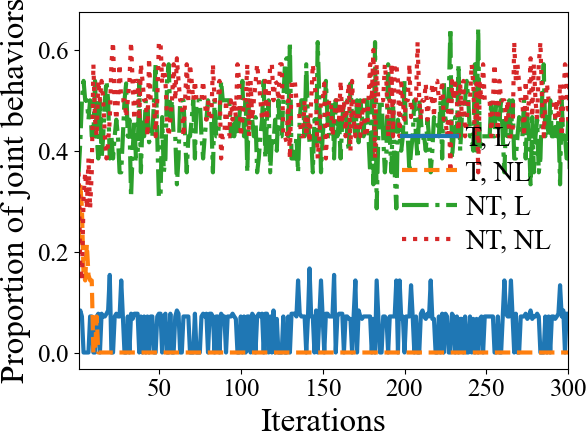 Proportion of joint behaviors
0.6
0.4
0.2
0.0
T, L
T, NL
NT, L
NT, NL
50
100
150
200
250
300
Iterations